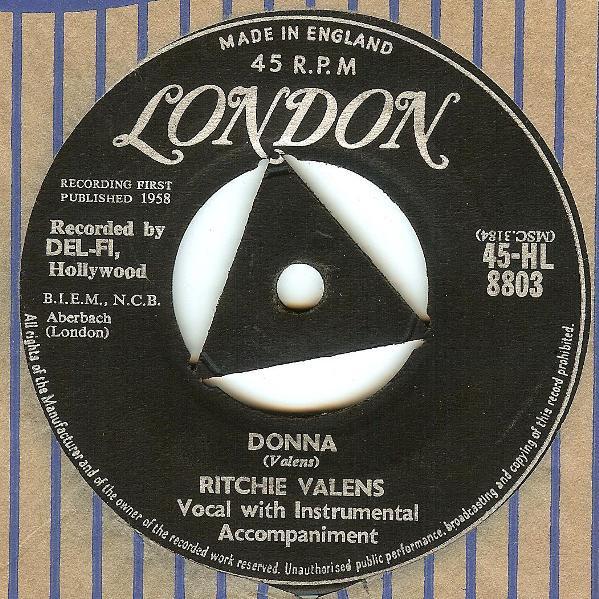 MADE IN ENGLAND
45 R.P.M
LONDON
RECORDING FIRST
PUBLISHED 1958
Recorded by
DEL-FI,
Hollywood
B.I.E.M., N.C.B.
Aberbach
(London)
(MSC.3184)
45-HL
8803
DONNA
(Valens)
RITCHIE VALENS
Vocal with Instrumental
Accompaniment
All rights of the Manufacturer and of the owner of the recorded work reserved. Unauthorised public performance, broadcasting and copying of this record prohibited.